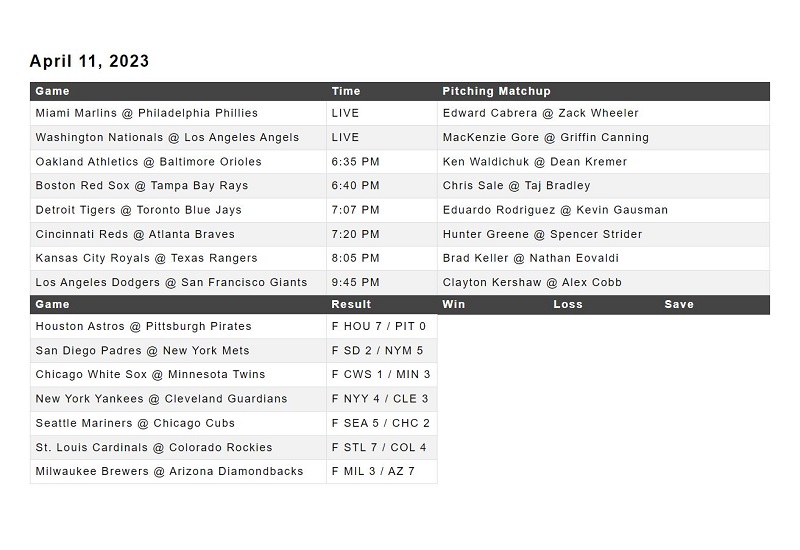 April 11, 2023
Game Time Pitching Matchup
Miami Marlins @ Philadelphia Phillies LIVE Edward Cabrera @ Zack Wheeler
Washington Nationals @ Los Angeles Angels LIVE MacKenzie Gore @ Griffin Canning
Oakland Athletics @ Baltimore Orioles 6:35 PM Ken Waldichuk @ Dean Kremer
Boston Red Sox @ Tampa Bay Rays 6:40 PM Chris Sale @ Taj Bradley
Detroit Tigers @ Toronto Blue Jays 7:07 PM Eduardo Rodriguez @ Kevin Gausman
Cincinnati Reds @ Atlanta Braves 7:20 PM Hunter Greene @ Spencer Strider
Kansas City Royals @ Texas Rangers 8:05 PM Brad Keller @ Nathan Eovaldi
Los Angeles Dodgers @ San Francisco Giants 9:45 PM Clayton Kershaw @ Alex Cobb
Game Result Win Loss Save
Houston Astros @ Pittsburgh Pirates F HOU 7 / PIT 0
San Diego Padres @ New York Mets F SD 2 / NYM 5
Chicago White Sox @ Minnesota Twins F CWS 1 / MIN 3
New York Yankees @ Cleveland Guardians F NYY 4 / CLE 3
Seattle Mariners @ Chicago Cubs F SEA 5 / CHC 2
St. Louis Cardinals @ Colorado Rockies F STL 7 / COL 4
Milwaukee Brewers @ Arizona Diamondbacks F MIL 3 / AZ 7